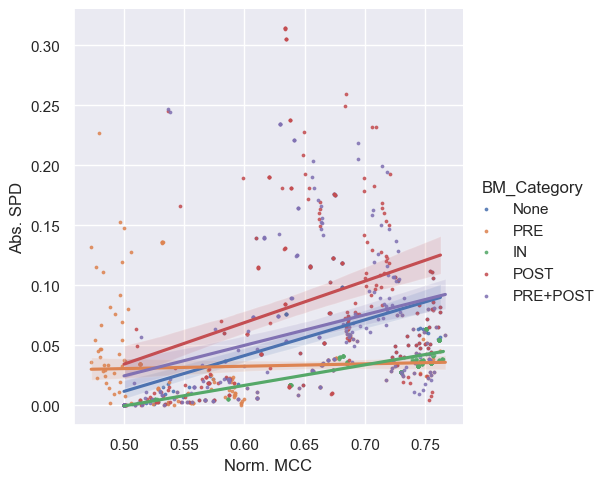 0.30
0.25
0.20
0.15
0.10
0.05
0.00
Abs. SPD
0.50 0.55 0.60 0.65 0.70 0.75
Norm. MCC
BM_Category
None
PRE
IN
POST
PRE+POST